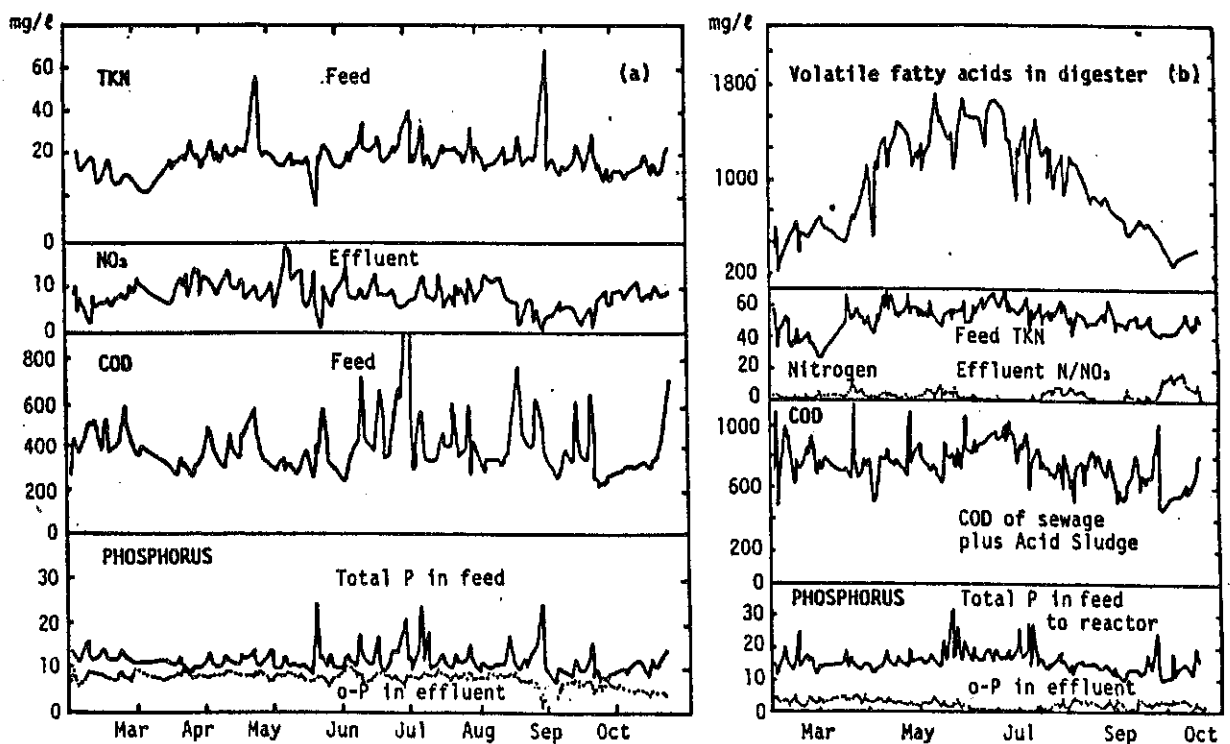 mg/ℓ
TKN Feed (a)
60
40
20
0
NO₃ Effluent
10
0
COD Feed
800
600
400
200
0
PHOSPHORUS
Total P in feed
30
20
10
0
o-P in effluent
Mar Apr May Jun Jul Aug Sep Oct
mg/ℓ
Volatile fatty acids in digester (b)
1800
1000
200
60
40
20
0
Feed TKN
Nitrogen Effluent N/NO₃
COD
1000
600
200
0
COD of sewage
plus Acid Sludge
PHOSPHORUS Total P in feed
to reactor
30
20
10
0
o-P in effluent
Mar May Jul Sep Oct